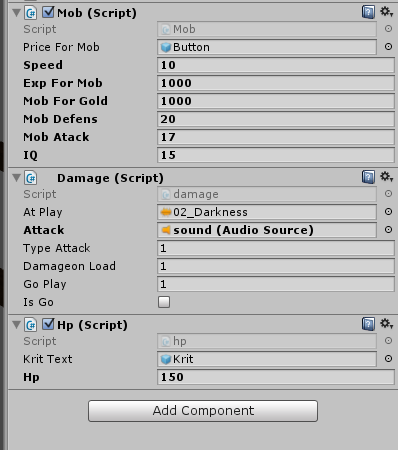 Mob (Script)
Script Mob
Price For Mob Button
Speed 10
Exp For Mob 1000
Mob For Gold 1000
Mob Defens 20
Mob Atack 17
IQ 15
Damage (Script)
Script damage
At Play 02_Darkness
Attack sound (Audio Source)
Type Attack 1
Damageon Load 1
Go Play 1
Is Go
Hp (Script)
Script hp
Krit Text Krit
Hp 150
Add Component